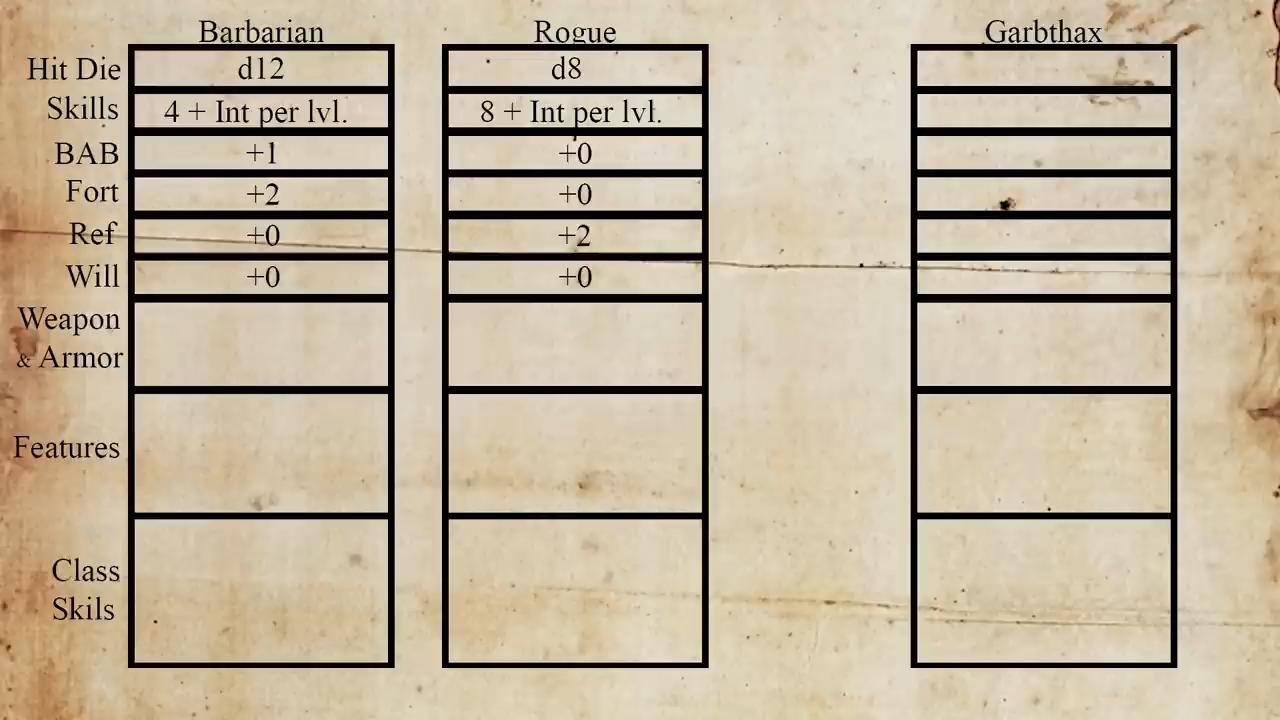 Barbarian Rogue Garbthax
Hit Die d12 d8
Skills 4 + Int per lvl. 8 + Int per lvl.
BAB +1 +0
Fort +2 +0
Ref +0 +2
Will +0 +0
Weapon
& Armor
Features
Class
Skils